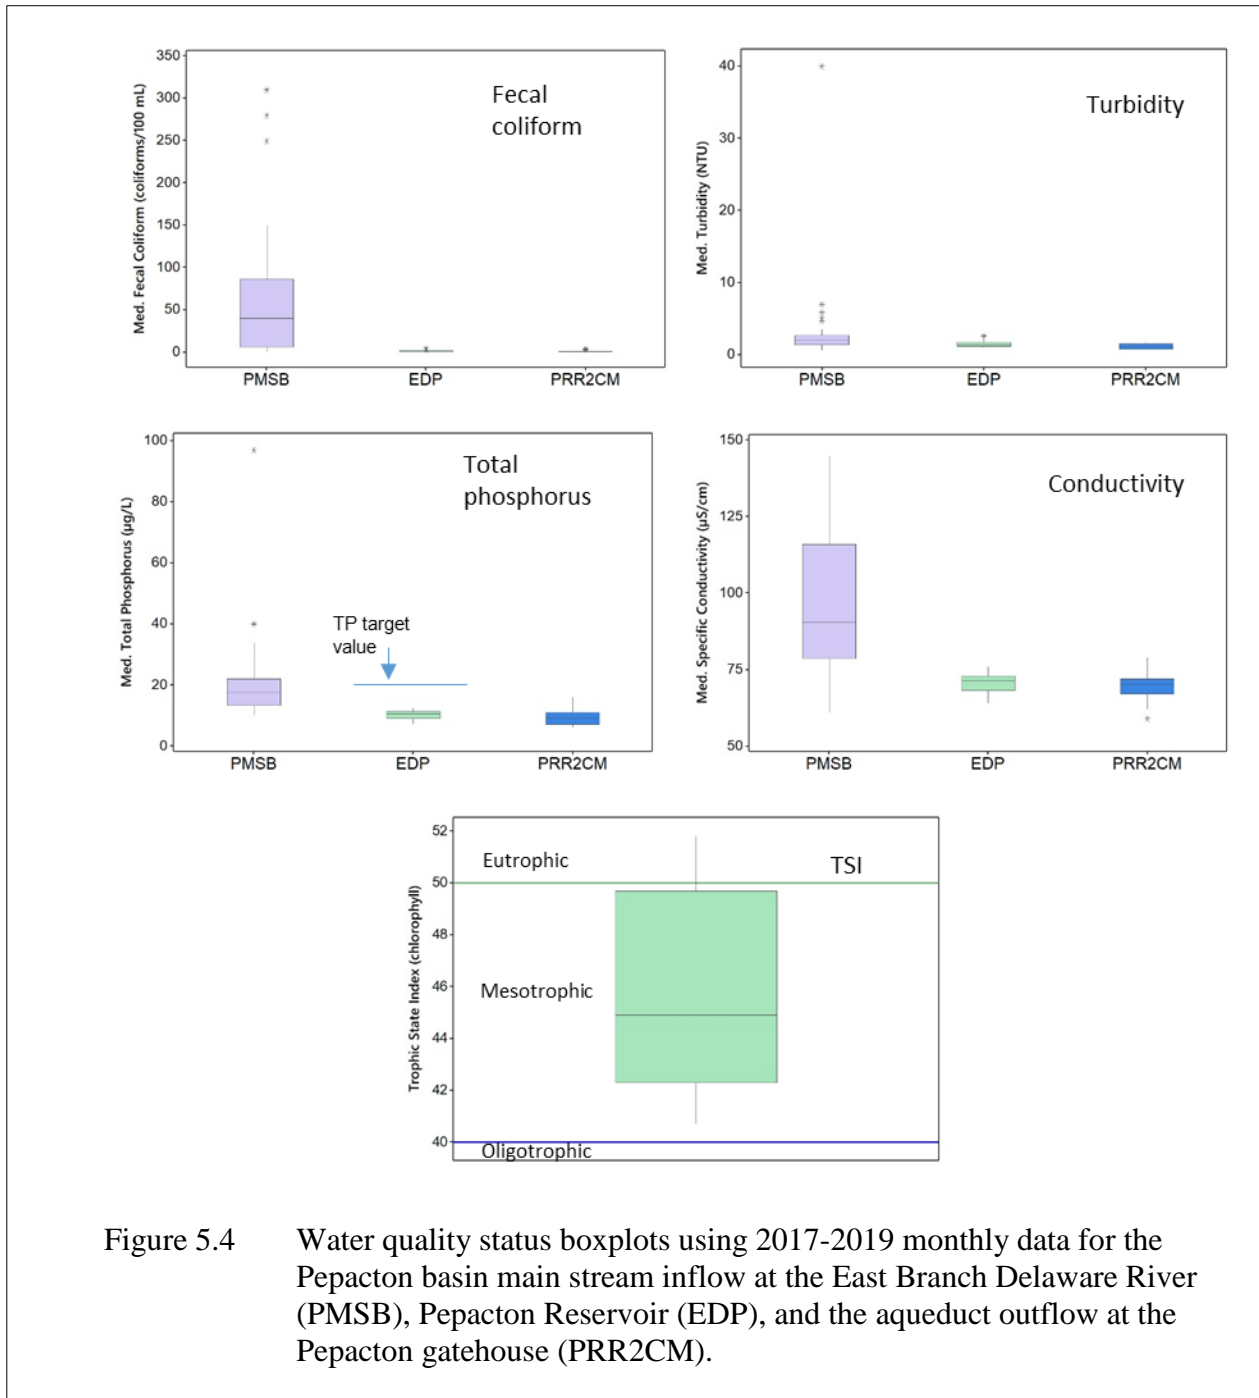 Fecal
coliform
Med. Fecal Coliform (coliforms/100 mL)
350
300
250
200
150
100
50
0
PMSB EDP PRR2CM
Turbidity
Med. Turbidity (NTU)
40
30
20
10
0
PMSB EDP PRR2CM
Total
phosphorus
Med. Total Phosphorus (µg/L)
100
80
60
40
20
0
TP target
value
PMSB EDP PRR2CM
Conductivity
Med. Specific Conductivity (µS/cm)
150
125
100
75
50
PMSB EDP PRR2CM
TSI
Trophic State Index (chlorophyll)
52
50
48
46
44
42
40
Eutrophic
Mesotrophic
Oligotrophic
Figure 5.4 Water quality status boxplots using 2017-2019 monthly data for the
Pepacton basin main stream inflow at the East Branch Delaware River
(PMSB), Pepacton Reservoir (EDP), and the aqueduct outflow at the
Pepacton gatehouse (PRR2CM).